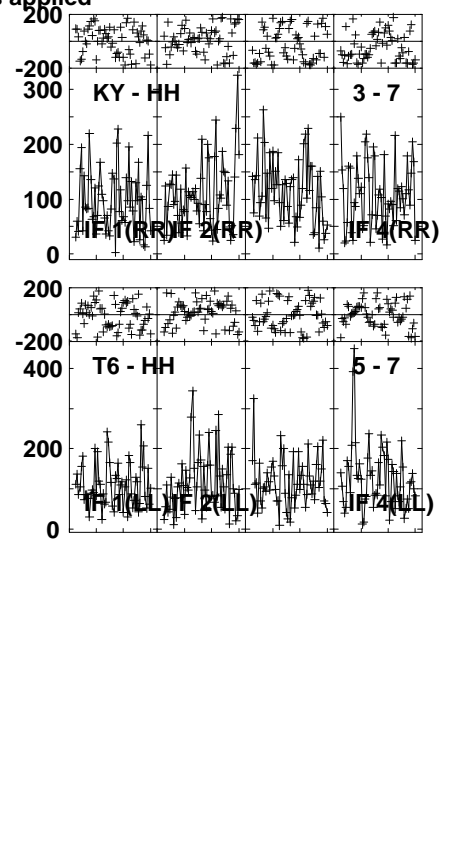 applied
200
-200
300
KY - HH 3 - 7
200
100
IF 1(RR) IF 2(RR) IF 4(RR)
0
200
-200
400
T6 - HH 5 - 7
200
IF 1(LL) IF 2(LL) IF 4(LL)
0